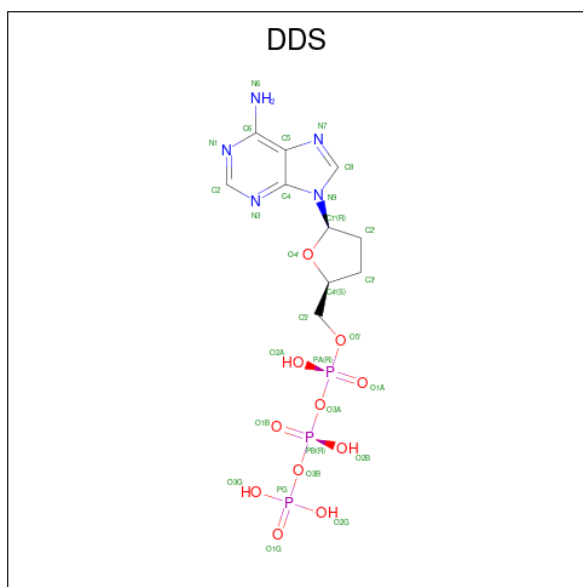 DDS
N6
NH2
C6
N1
N
C5
N7
N
C8
C2
N
N3
C4
N
N9
C1'(R)
C2'
O4'
O
C3'
C4'(S)
C5'
O5'
O
O2A
HO
PA(R)
P
O
O1A
O
O3A
O1B
O
P
OH
PB(R)
O2B
O
O3B
O3G
HO
PG
P
OH
O2G
O
O1G